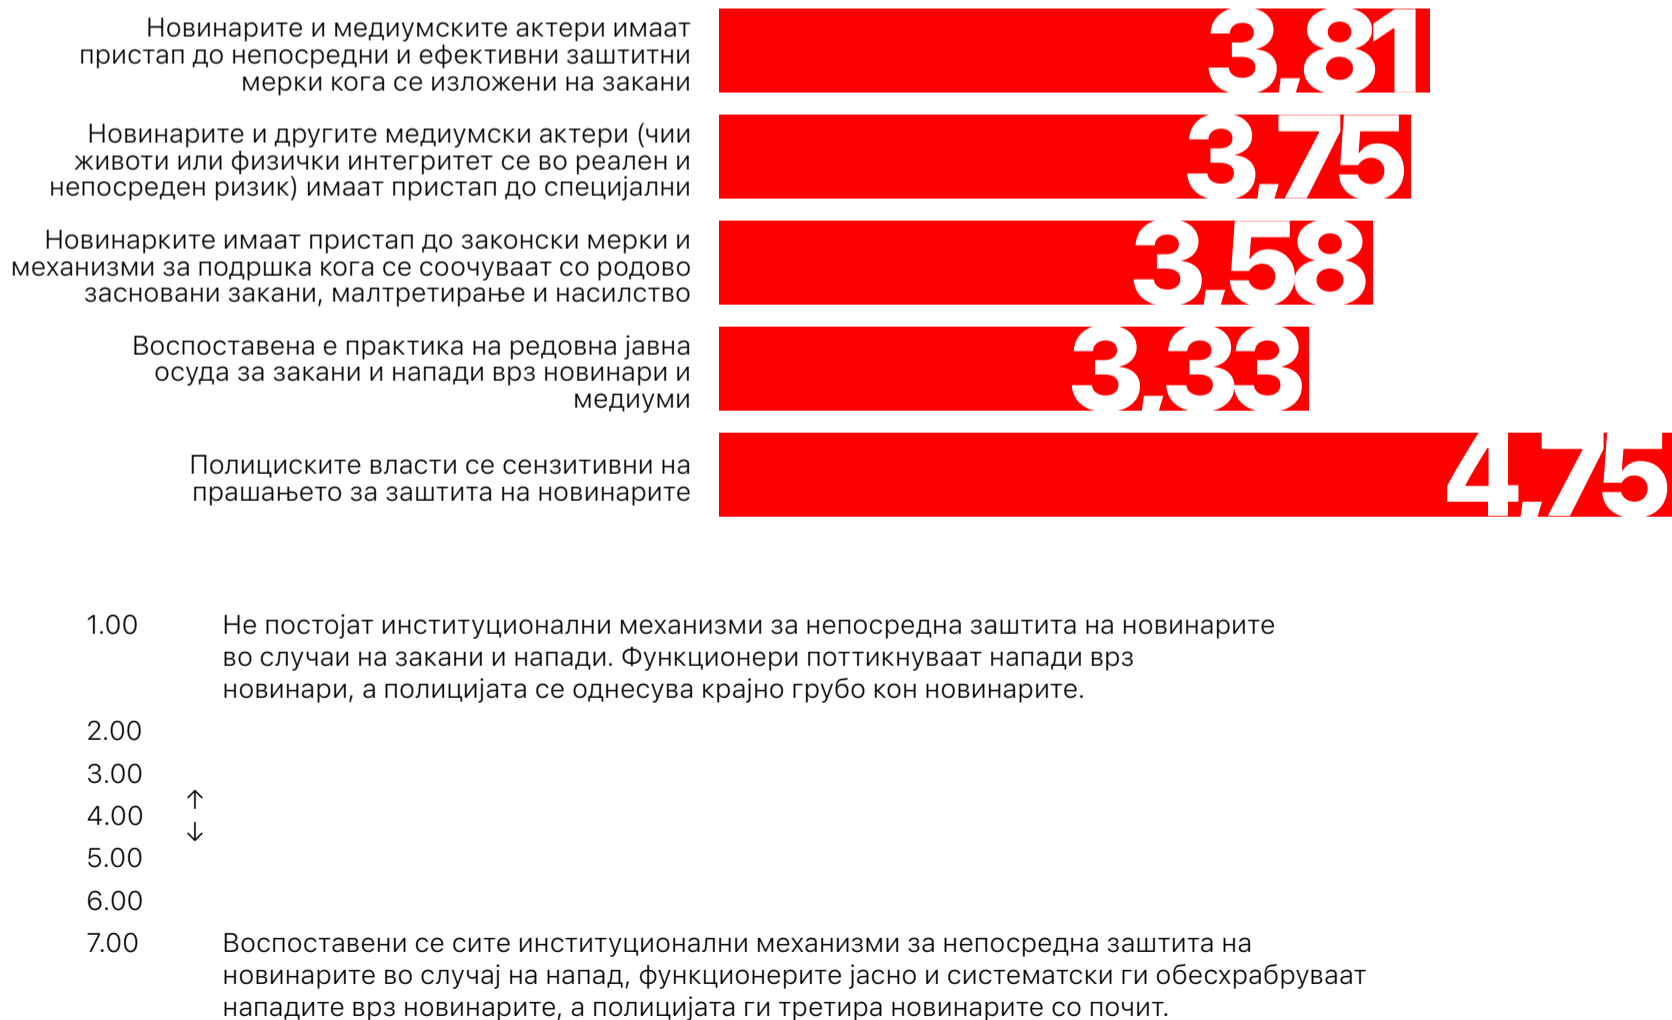 Новинарите и медиумските актери имаат
пристап до непосредни и ефективни заштитни
мерки кога се изложени на закани
3,81
Новинарите и другите медиумски актери (чии
животи или физички интегритет се во реален и
непосреден ризик) имаат пристап до специјални
3,75
Новинарките имаат пристап до законски мерки и
механизми за подршка кога се соочуваат со родово
засновани закани, малтретирање и насилство
3,58
Воспоставена е практика на редовна јавна
осуда за закани и напади врз новинари и
медиуми
3,33
Полициските власти се сензитивни на
прашањето за заштита на новинарите
4,75
1.00 Не постојат институционални механизми за непосредна заштита на новинарите
во случаи на закани и напади. Функционери поттикнуваат напади врз
новинари, а полицијата се однесува крајно грубо кон новинарите.
2.00
3.00
↑
4.00
↓
5.00
6.00
7.00 Воспоставени се сите институционални механизми за непосредна заштита на
новинарите во случај на напад, функционерите јасно и систематски ги обесхрабруваат
нападите врз новинарите, а полицијата ги третира новинарите со почит.